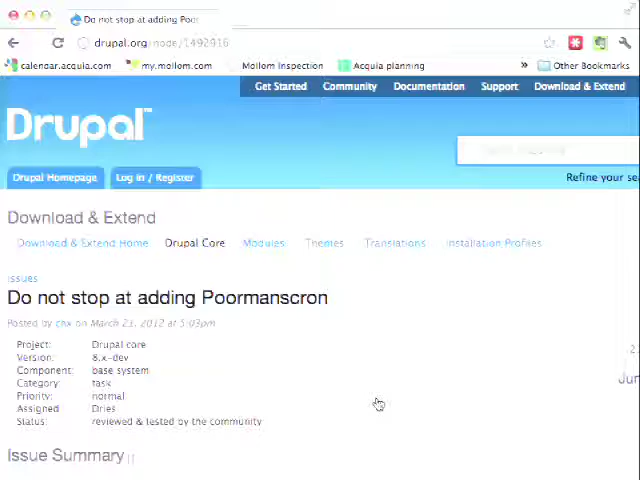 Do not stop at adding Poor
drupal.org/node/1492916
calendar.acquia.com
my.mollom.com
Mollom Inspection
Acquia planning
»
Other Bookmarks
Get Started
Community
Documentation
Support
Download & Extend
Drupal™
Refine your sea
Drupal Homepage
Log in / Register
Download & Extend
Download & Extend Home
Drupal Core
Modules
Themes
Translations
Installation Profiles
Issues
Do not stop at adding Poormanscron
Posted by chx on March 21, 2012 at 5:03pm
Project: Drupal core
Version: 8.x-dev
Component: base system
Category: task
Priority: normal
Assigned Dries
Status: reviewed & tested by the community
Issue Summary